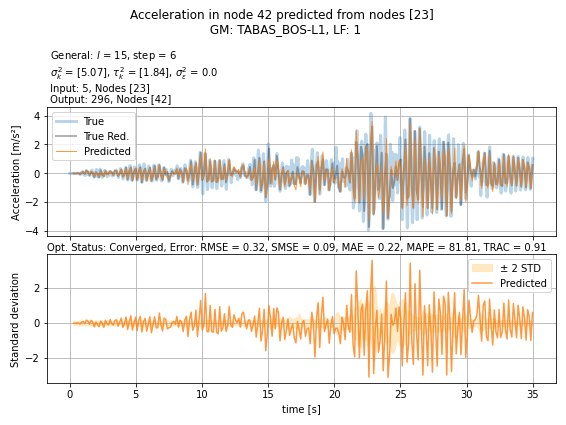 Acceleration in node 42 predicted from nodes [23]
GM: TABAS_BOS-L1, LF: 1
General: l = 15, step = 6
σ²ₖ = [5.07], τ²ₖ = [1.84], σ²ε = 0.0
Input: 5, Nodes [23]
Output: 296, Nodes [42]
Acceleration [m/s²]
4
2
0
−2
−4
True
True Red.
Predicted
Opt. Status: Converged, Error: RMSE = 0.32, SMSE = 0.09, MAE = 0.22, MAPE = 81.81, TRAC = 0.91
Standard deviation
2
0
−2
± 2 STD
Predicted
0 5 10 15 20 25 30 35
time [s]